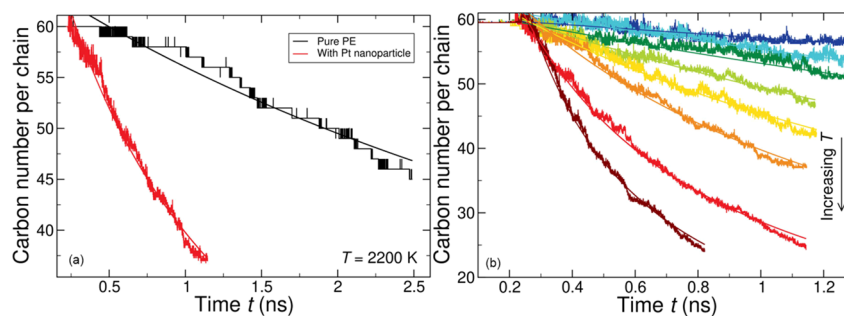 60
55
50
45
40
Carbon number per chain
Pure PE
With Pt nanoparticle
(a)
T = 2200 K
0.5
1
1.5
2
2.5
Time t (ns)
60
50
40
30
20
Carbon number per chain
Increasing T
(b)
0
0.2
0.4
0.6
0.8
1
1.2
Time t (ns)